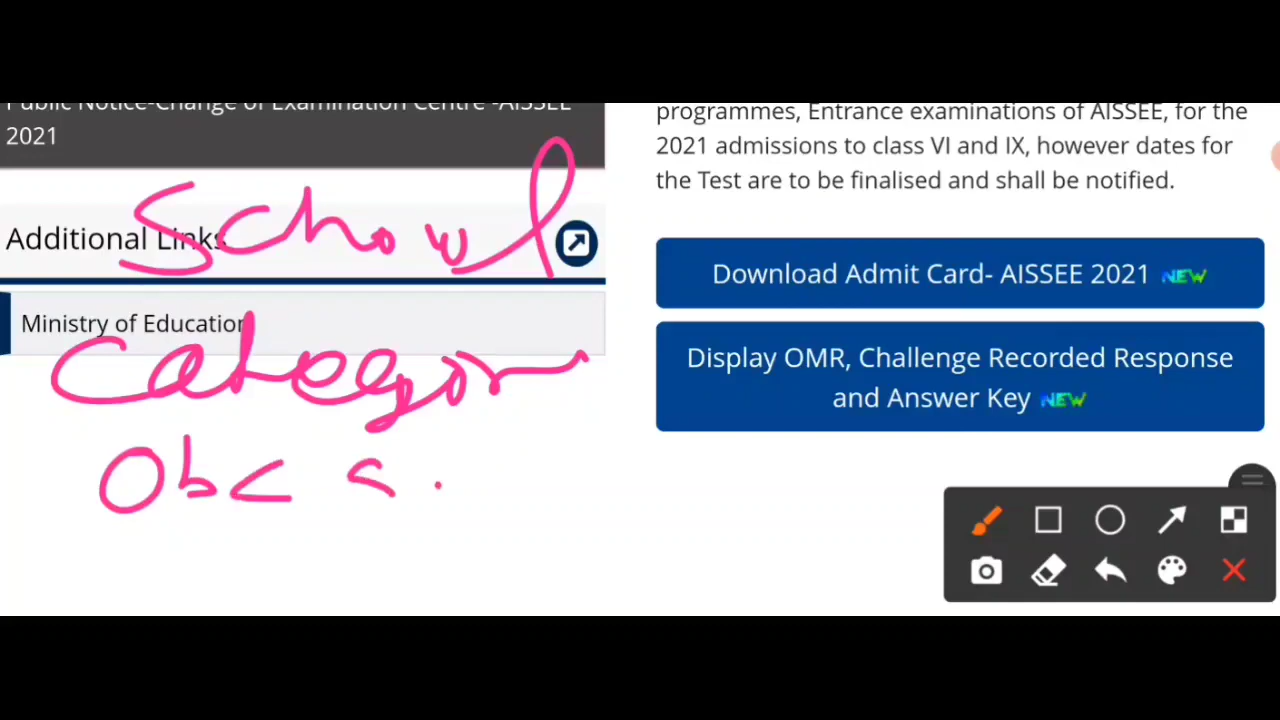 Public Notice-Change of Examination Centre -AISSEE
2021
Additional Links
Ministry of Education
School
Categor
Obc
programmes, Entrance examinations of AISSEE, for the
2021 admissions to class VI and IX, however dates for
the Test are to be finalised and shall be notified.
Download Admit Card- AISSEE 2021 NEW
Display OMR, Challenge Recorded Response
and Answer Key NEW